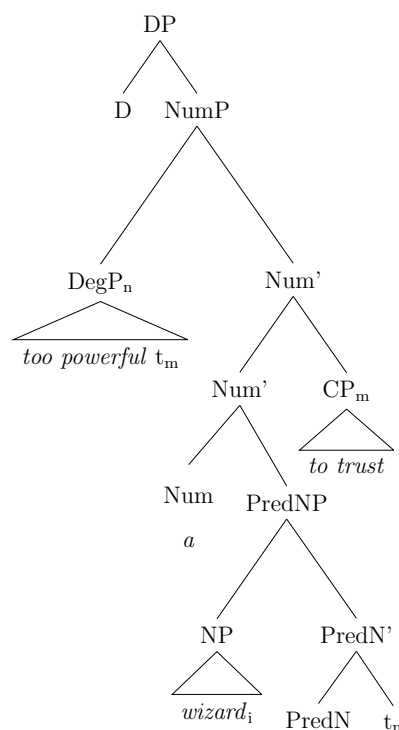 DP
D NumP
DegPₙ Num'
too powerful tₘ
Num' CPₘ
to trust
Num PredNP
a
NP PredN'
wizardᵢ
PredN